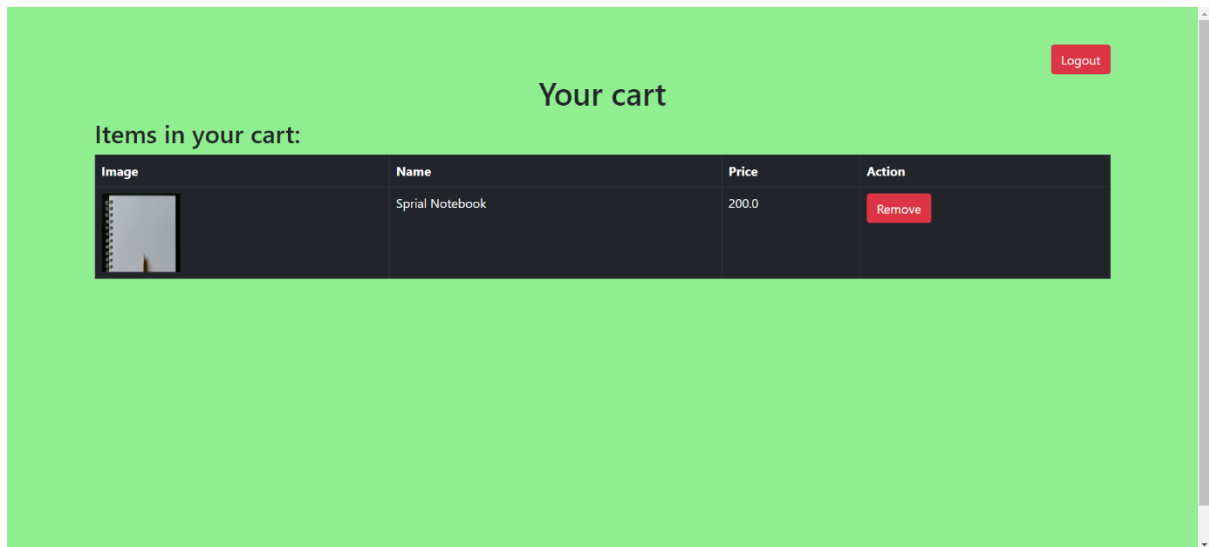 Logout
Your cart
Items in your cart:
Image Name Price Action
Sprial Notebook 200.0 Remove